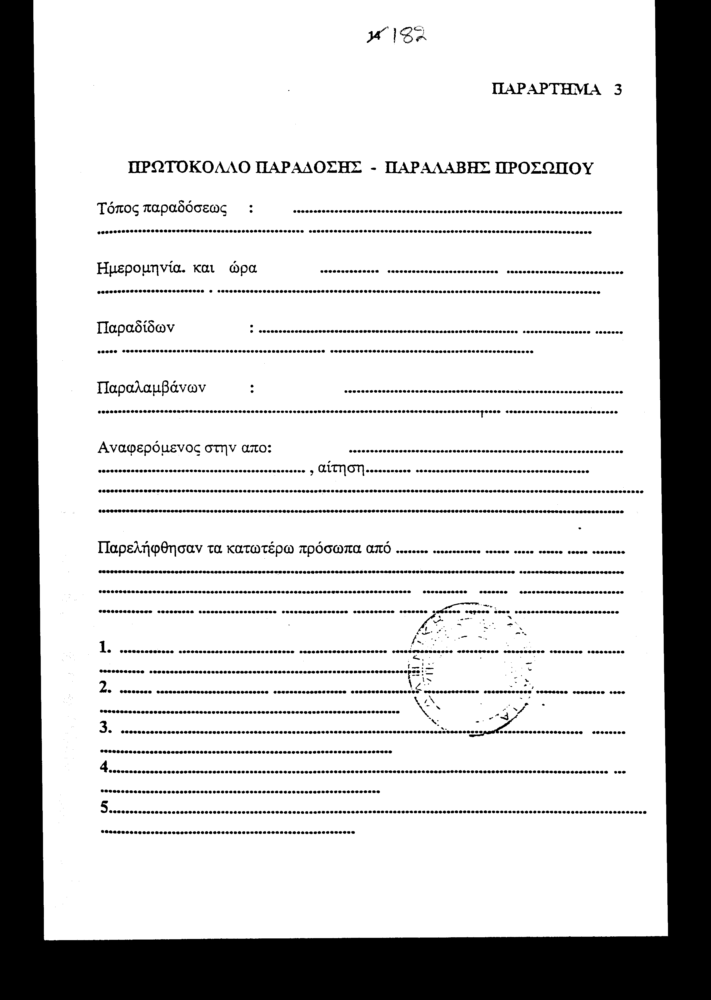 14 182
ΠΑΡΑΡΤΗΜΑ 3
ΠΡΩΤΟΚΟΛΛΟ ΠΑΡΑΔΟΣΗΣ - ΠΑΡΑΛΑΒΗΣ ΠΡΟΣΩΠΟΥ
Τόπος παραδόσεως : ........................................
........................................
Ημερομηνία. και ώρα ........................................
........................................
Παραδίδων : ........................................
........................................
Παραλαμβάνων : ........................................
........................................
Αναφερόμενος στην απο: ........................................
........................................ , αίτηση........................................
........................................
........................................
Παρελήφθησαν τα κατωτέρω πρόσωπα από ........................................
........................................
........................................
........................................
1. ........................................
........................................
2. ........................................
........................................
3. ........................................
........................................
4........................................
........................................
5........................................
........................................